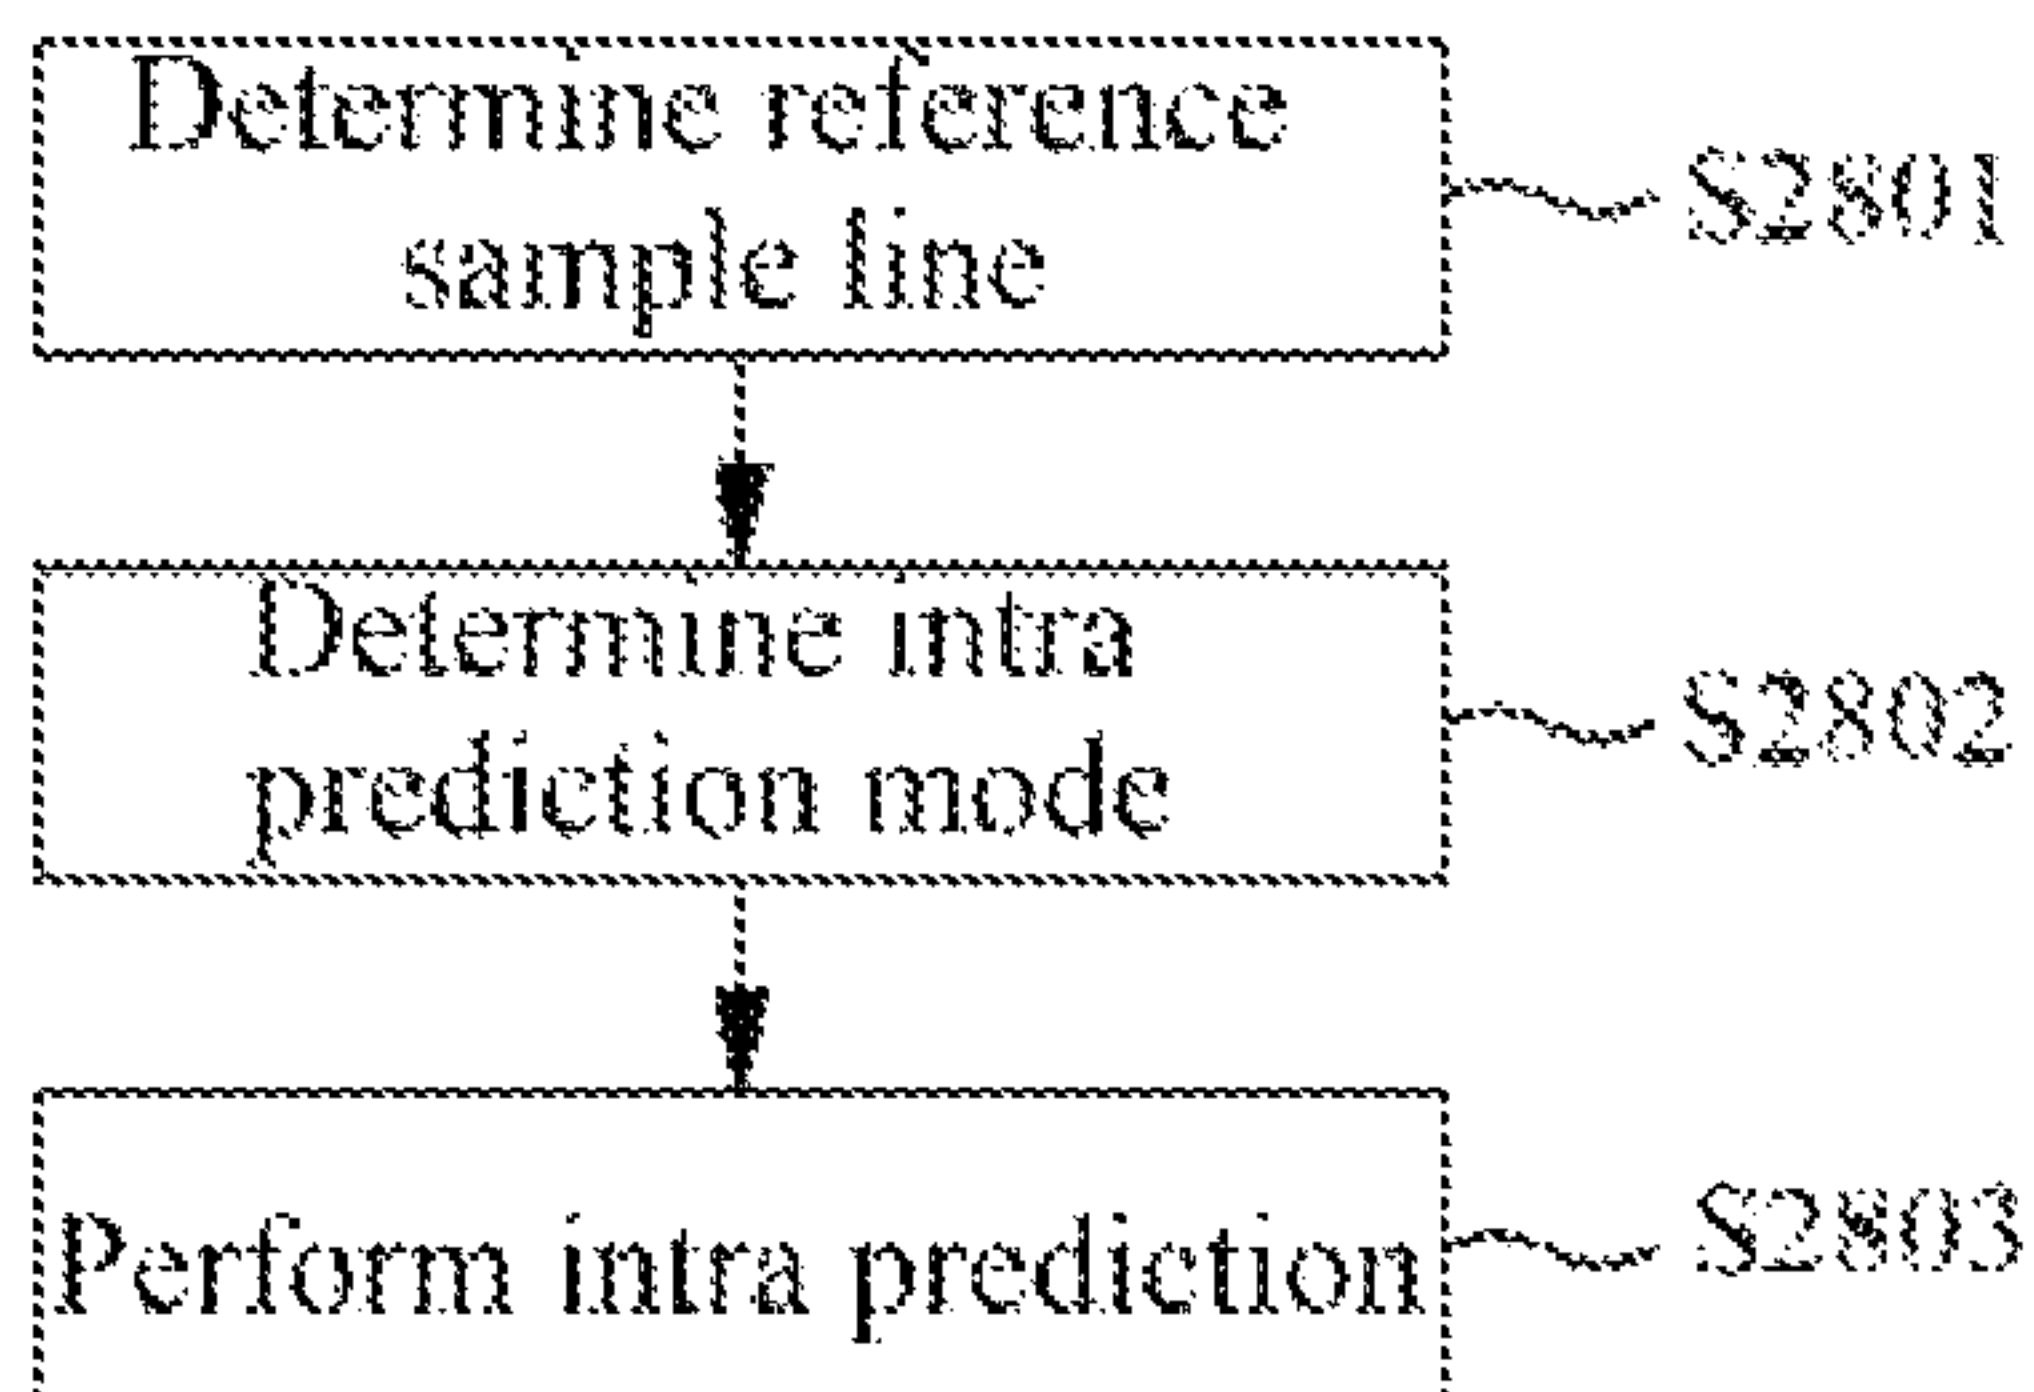 Determine reference
sample line
S2801
Determine intra
prediction mode
S2802
Perform intra prediction
S2803